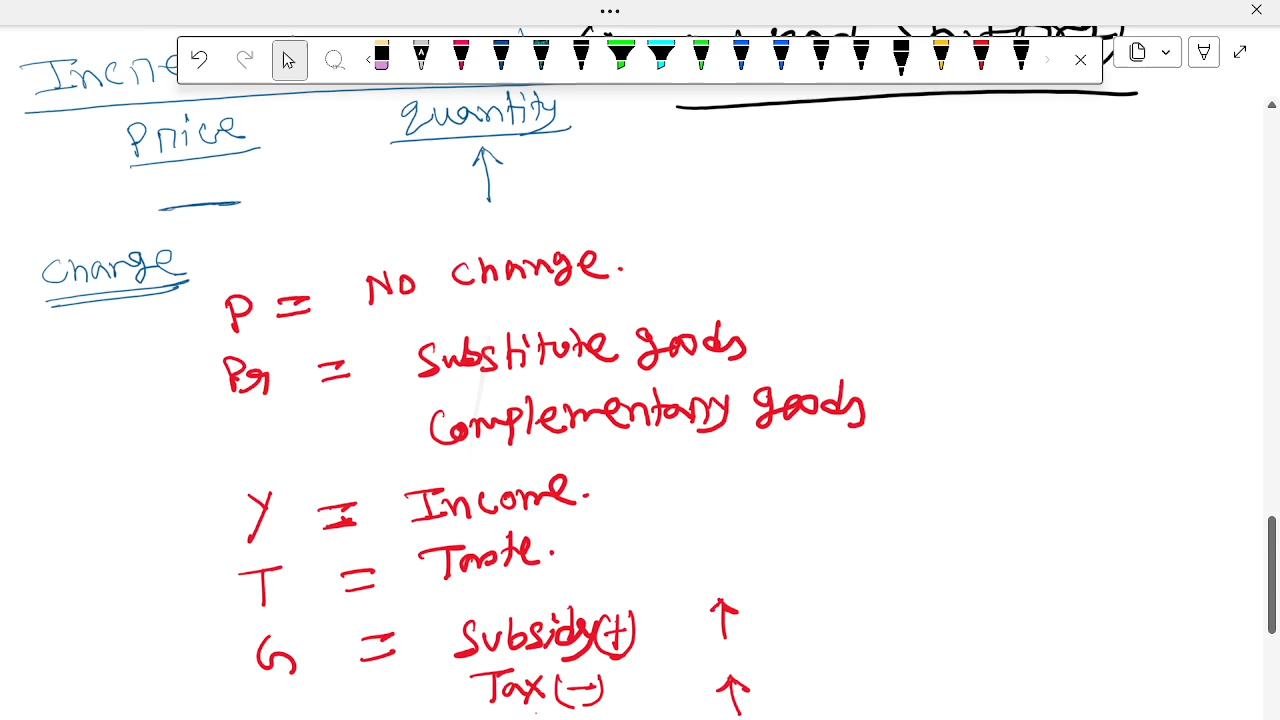 Price quantity
↑
Change
P = No change.
Pr = Substitute goods
Complementary goods
Y = Income.
T = Taste.
G = Subsidy(+) ↑
Tax(-) ↑